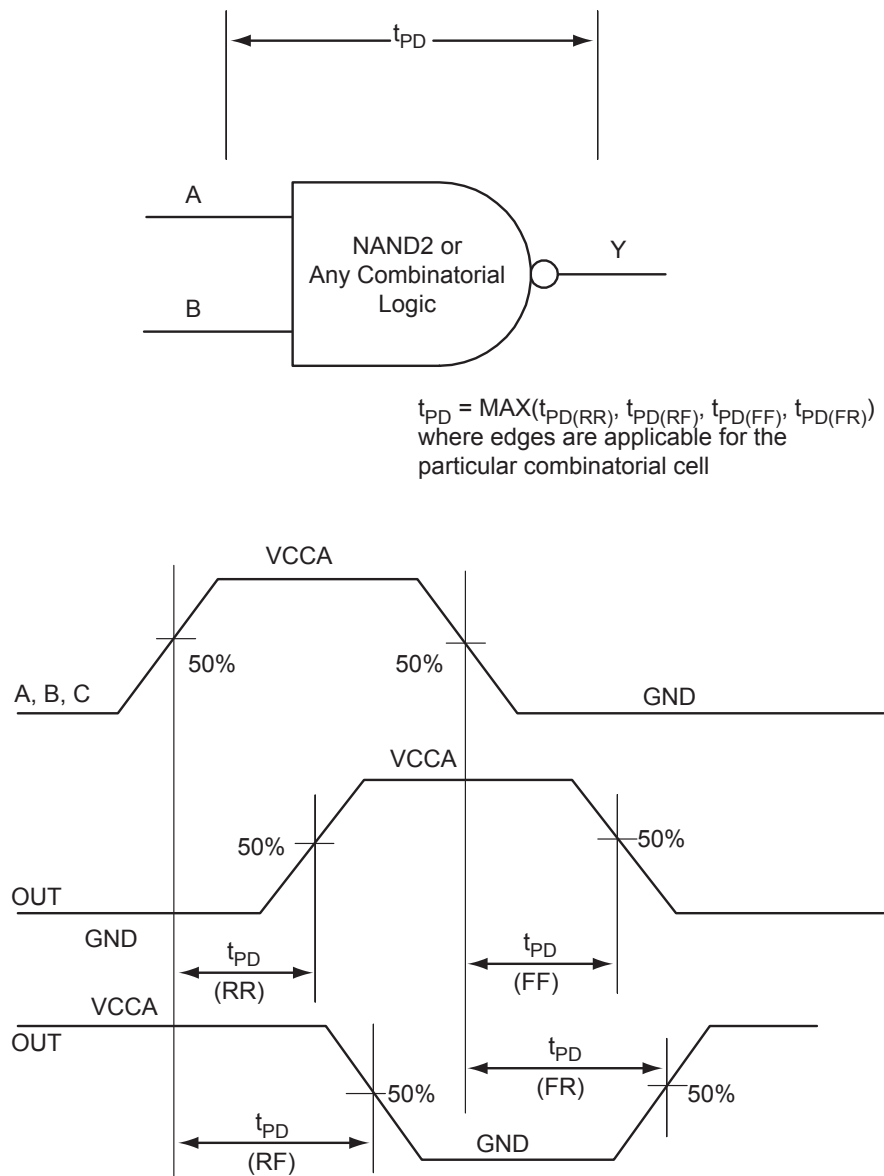 tPD
A
B
NAND2 or
Any Combinatorial
Logic
Y
tPD = MAX(tPD(RR), tPD(RF), tPD(FF), tPD(FR))
where edges are applicable for the
particular combinatorial cell
VCCA
50%
50%
A, B, C
GND
VCCA
50%
50%
OUT
GND
tPD
(RR)
tPD
(FF)
VCCA
OUT
tPD
(FR)
50%
50%
tPD
(RF)
GND